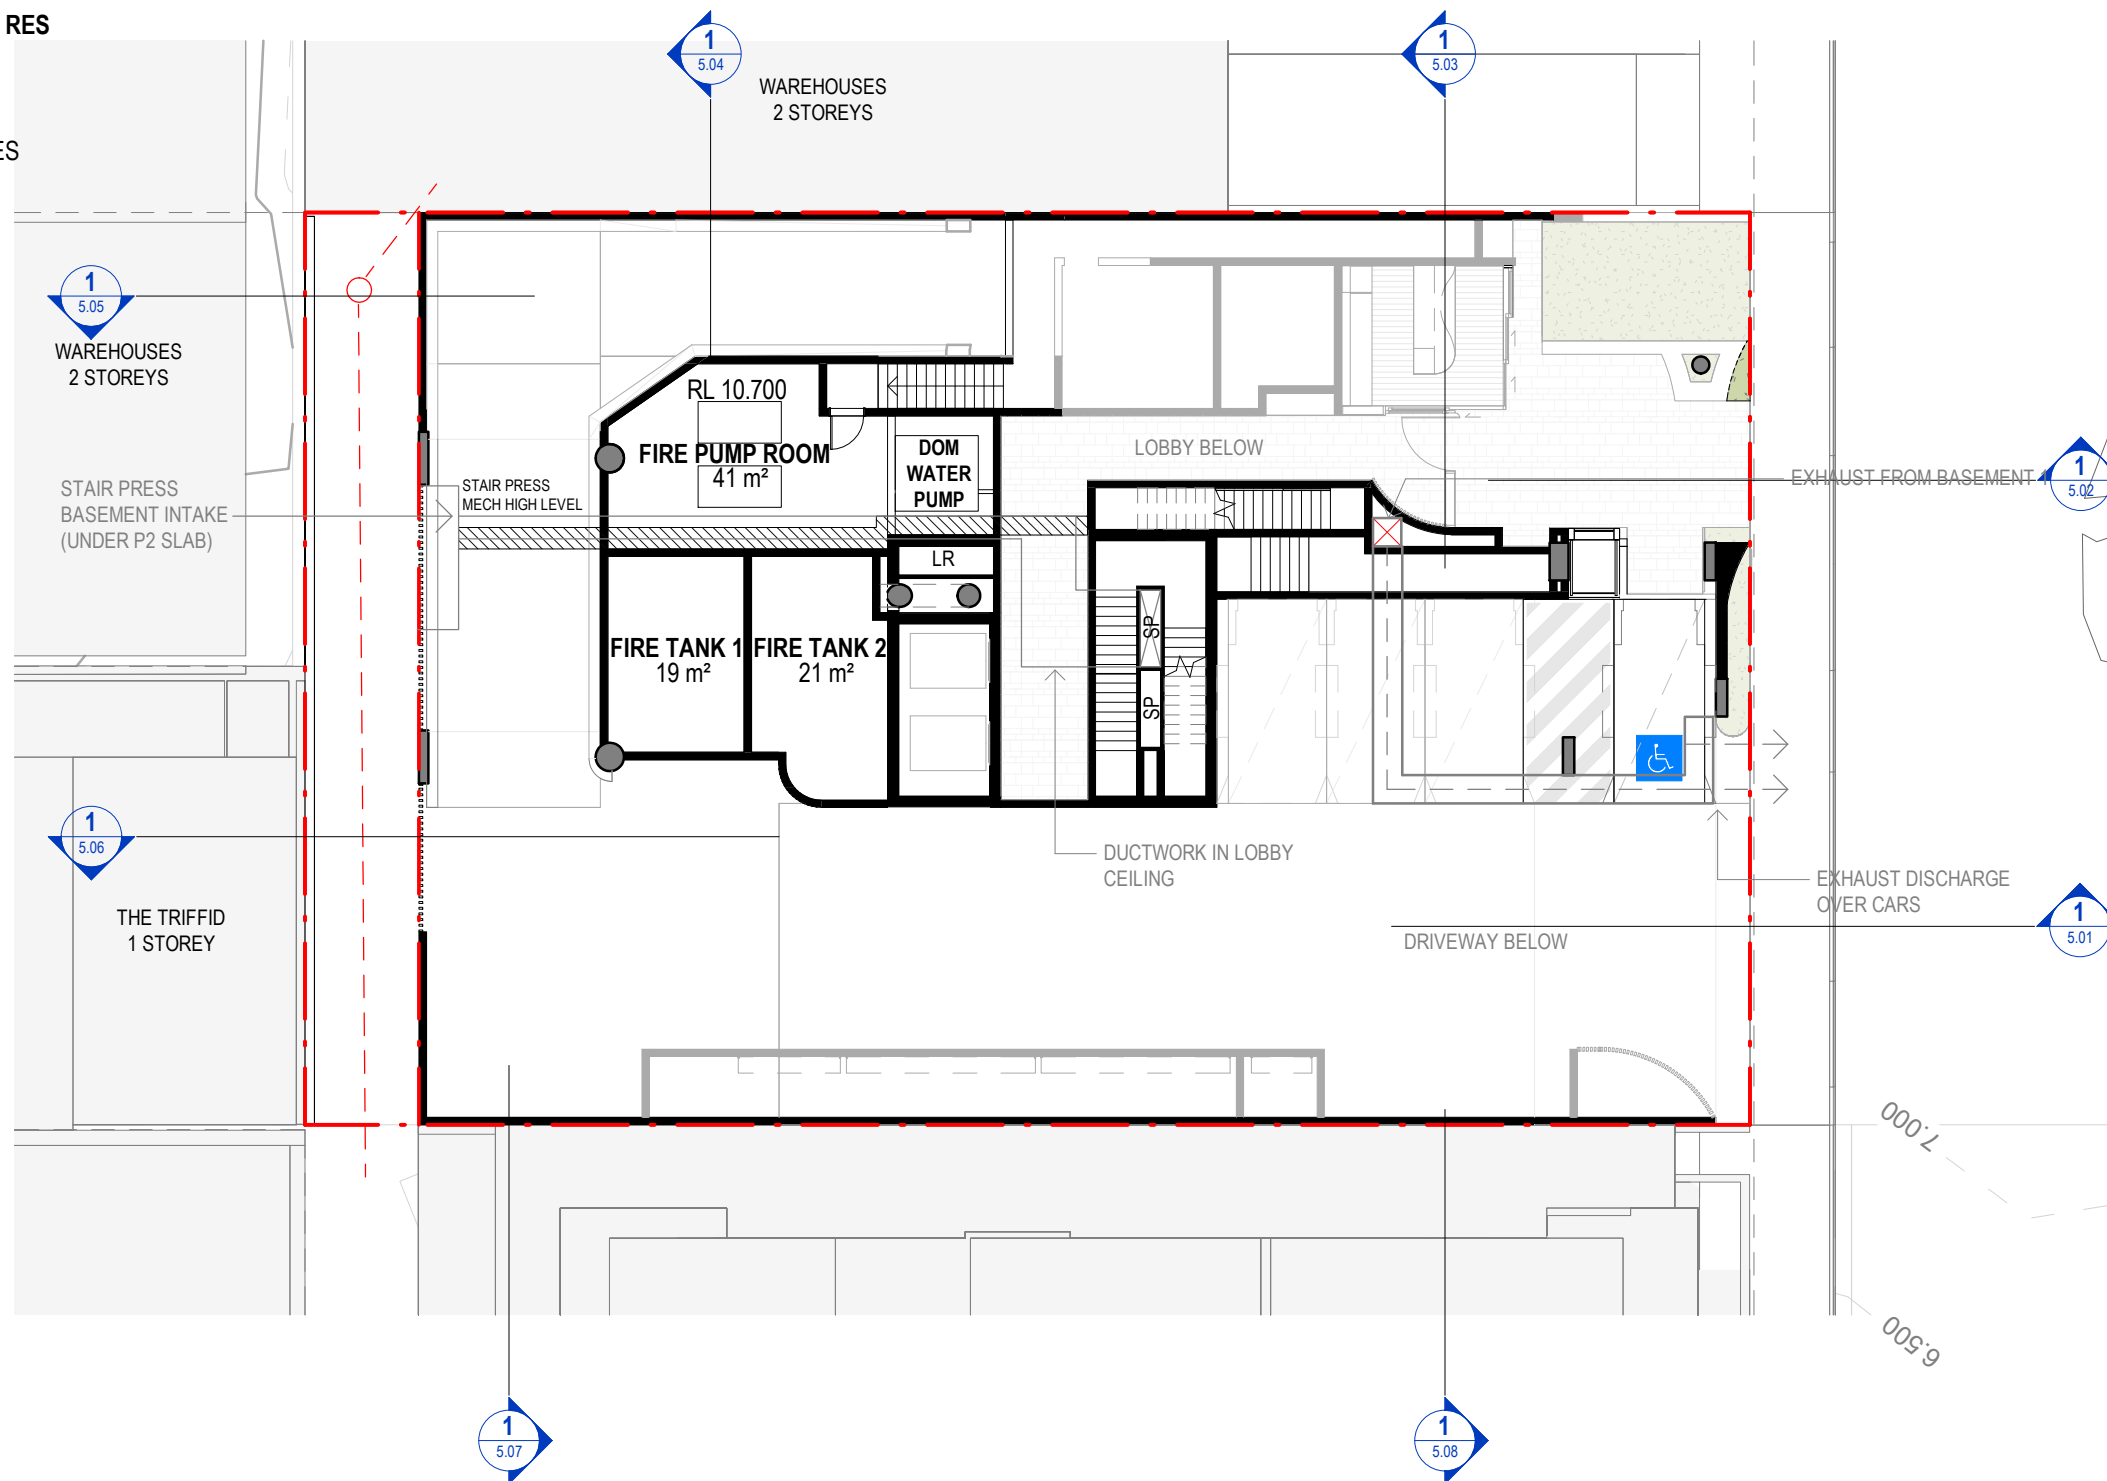 RES
1
5.04
WAREHOUSES
2 STOREYS
1
5.03
ES
1
5.05
WAREHOUSES
2 STOREYS
RL 10.700
FIRE PUMP ROOM
41 m²
DOM
WATER
PUMP
LOBBY BELOW
STAIR PRESS
BASEMENT INTAKE
(UNDER P2 SLAB)
STAIR PRESS
MECH HIGH LEVEL
EXHAUST FROM BASEMENT 1
1
5.02
LR
FIRE TANK 1
19 m²
FIRE TANK 2
21 m²
SP
SP
1
5.06
DUCTWORK IN LOBBY
CEILING
EXHAUST DISCHARGE
OVER CARS
THE TRIFFID
1 STOREY
DRIVEWAY BELOW
1
5.01
7.000
6.500
1
5.07
1
5.08